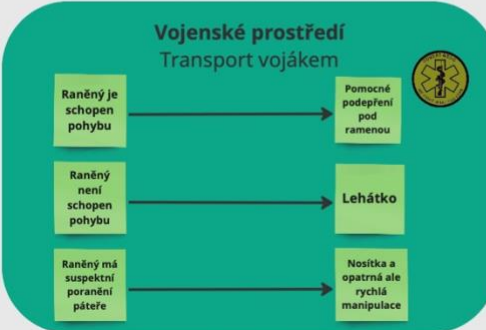 Vojenské prostředí
Transport vojákem
Raněný je
schopen
pohybu
Pomocné
podepření
pod
ramenou
Raněný
není
schopen
pohybu
Lehátko
Raněný má
suspektní
poranění
páteře
Nosítka a
opatrná ale
rychlá
manipulace